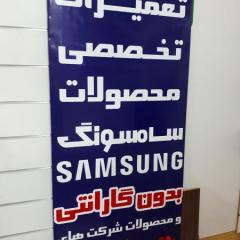 تعمیرات
تخصصی
محصولات
سامسونگ
SAMSUNG
بدون گارانتی
و محصولات شرکت های